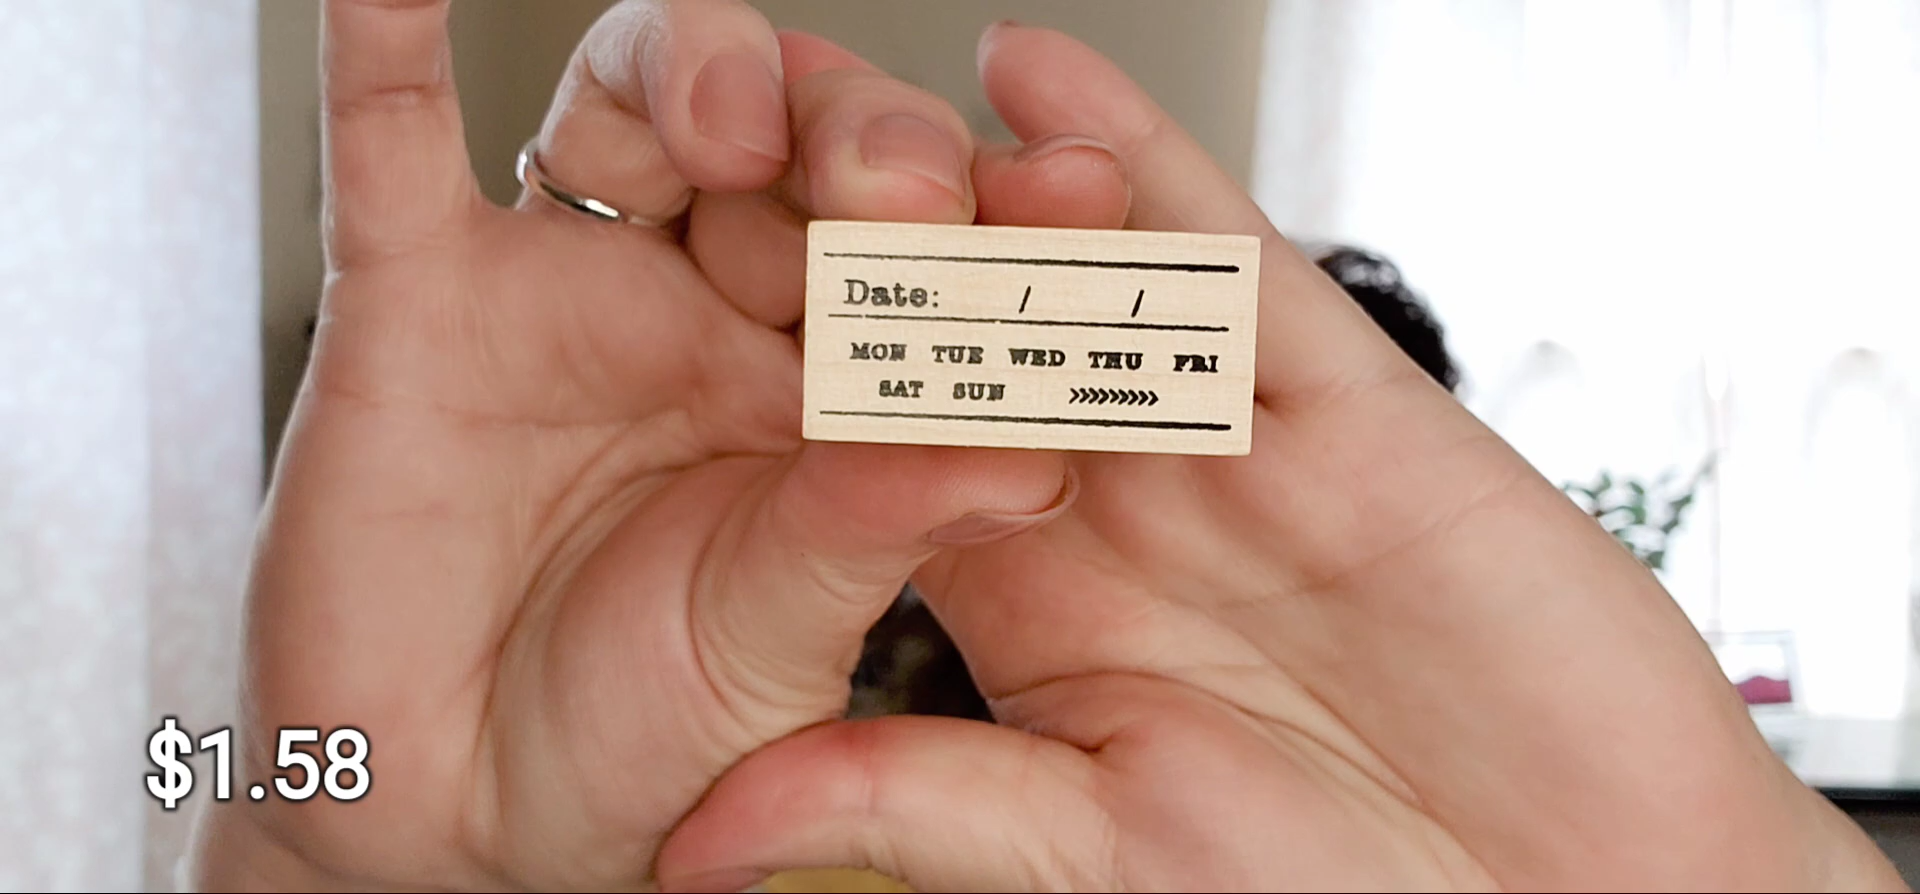 Date: / /
MON TUE WED THU FRI
SAT SUN »»»»»
$1.58